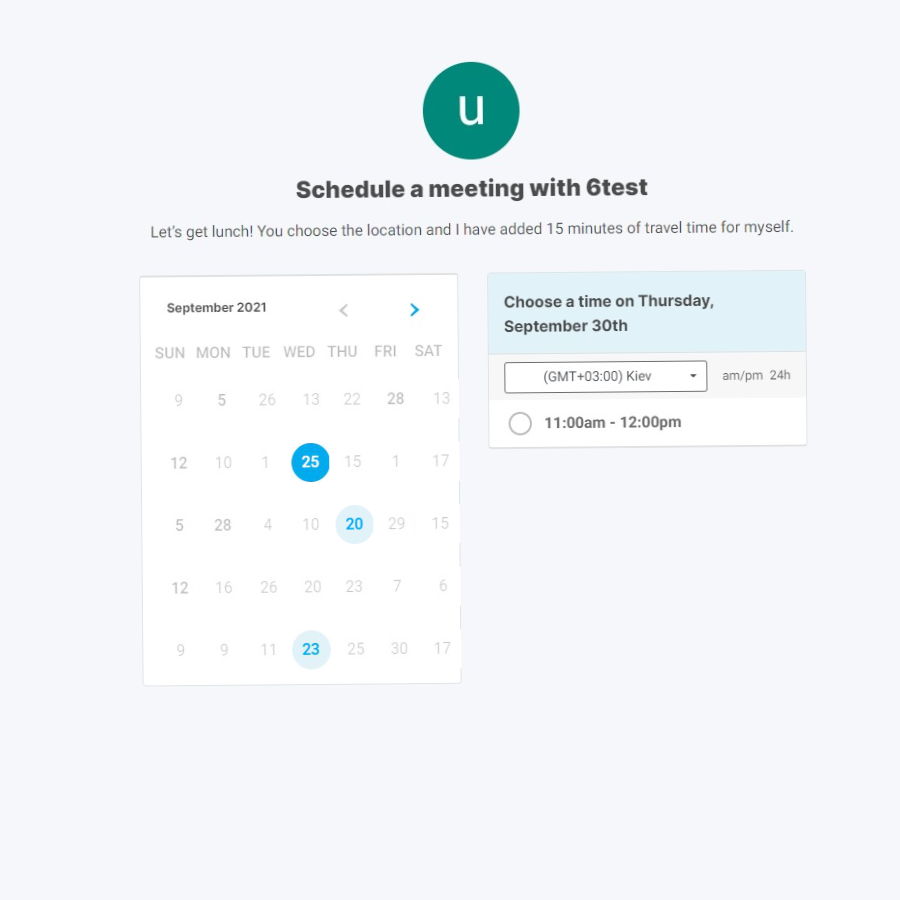 u
Schedule a meeting with 6test
Let's get lunch! You choose the location and I have added 15 minutes of travel time for myself.
September 2021
SUN MON TUE WED THU FRI SAT
9 5 26 13 22 28 13
12 10 1 25 15 1 17
5 28 4 10 20 29 15
12 16 26 20 23 7 6
9 9 11 23 25 30 17
Choose a time on Thursday,
September 30th
(GMT+03:00) Kiev am/pm 24h
11:00am - 12:00pm